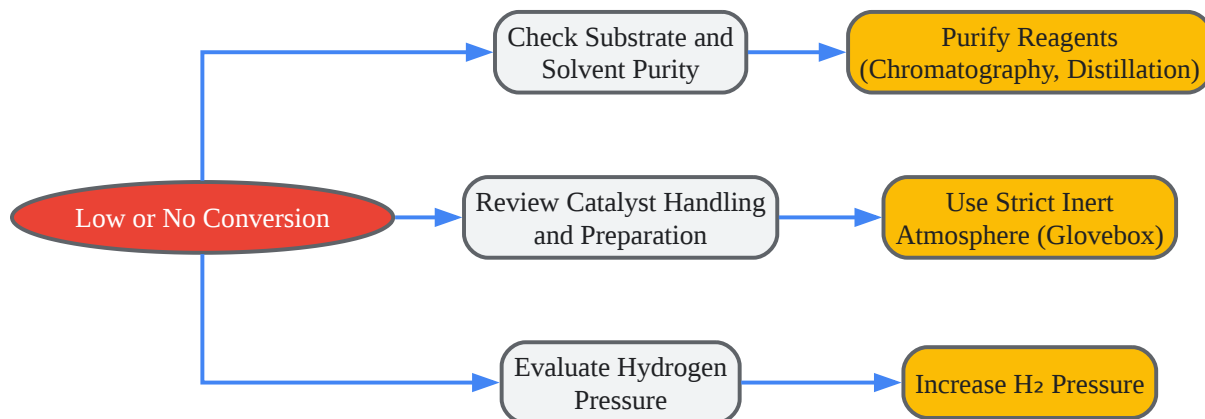 Check Substrate and
Solvent Purity
Purify Reagents
(Chromatography, Distillation)
Low or No Conversion
Review Catalyst Handling
and Preparation
Use Strict Inert
Atmosphere (Glovebox)
Evaluate Hydrogen
Pressure
Increase H₂ Pressure